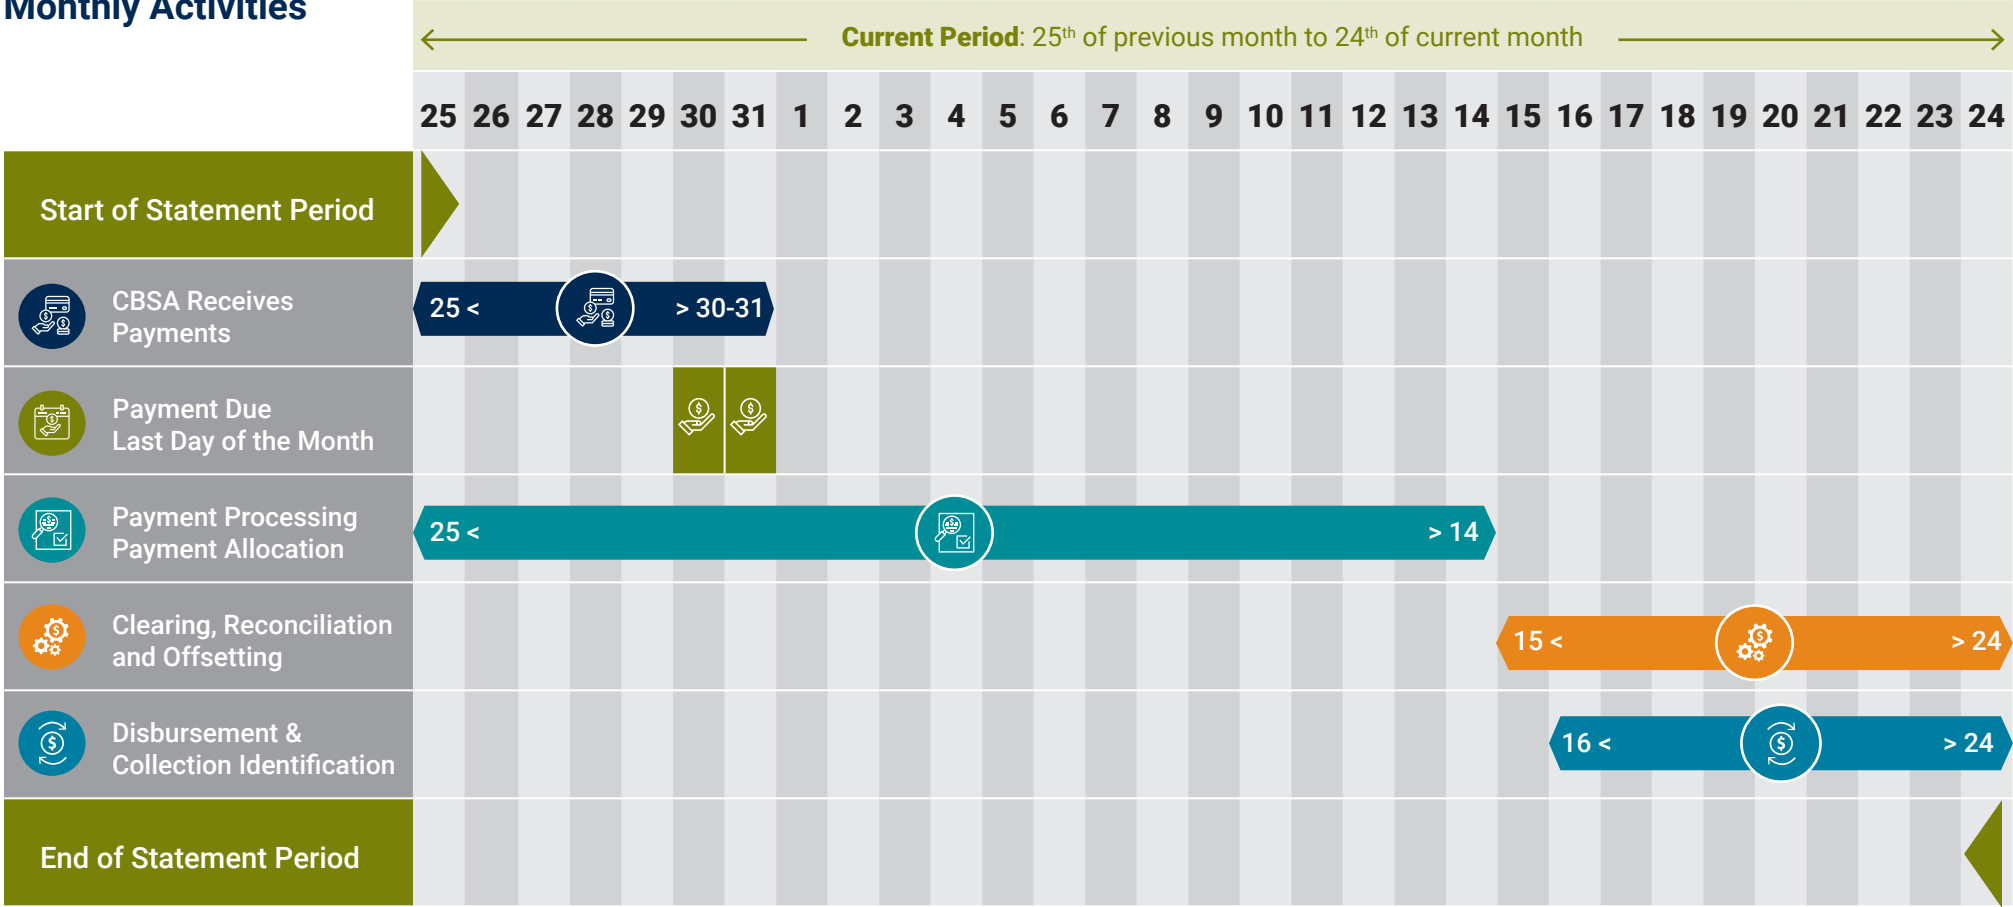 Monthly Activities
Current Period: 25th of previous month to 24th of current month
25 26 27 28 29 30 31 1 2 3 4 5 6 7 8 9 10 11 12 13 14 15 16 17 18 19 20 21 22 23 24
Start of Statement Period
CBSA Receives
Payments
25 <
> 30-31
Payment Due
Last Day of the Month
Payment Processing
Payment Allocation
25 <
> 14
Clearing, Reconciliation
and Offsetting
15 <
> 24
Disbursement &
Collection Identification
16 <
> 24
End of Statement Period